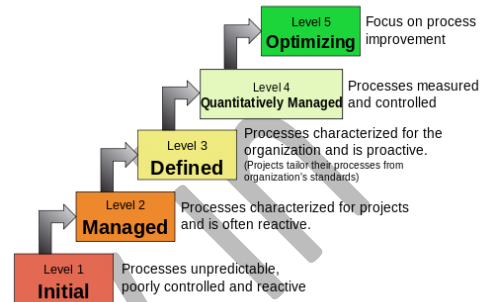 Level 5
Optimizing
Focus on process
improvement
Level 4
Quantitatively Managed
Processes measured
and controlled
Level 3
Defined
Processes characterized for the
organization and is proactive.
(Projects tailor their processes from
organization's standards)
Level 2
Managed
Processes characterized for projects
and is often reactive.
Level 1
Initial
Processes unpredictable,
poorly controlled and reactive